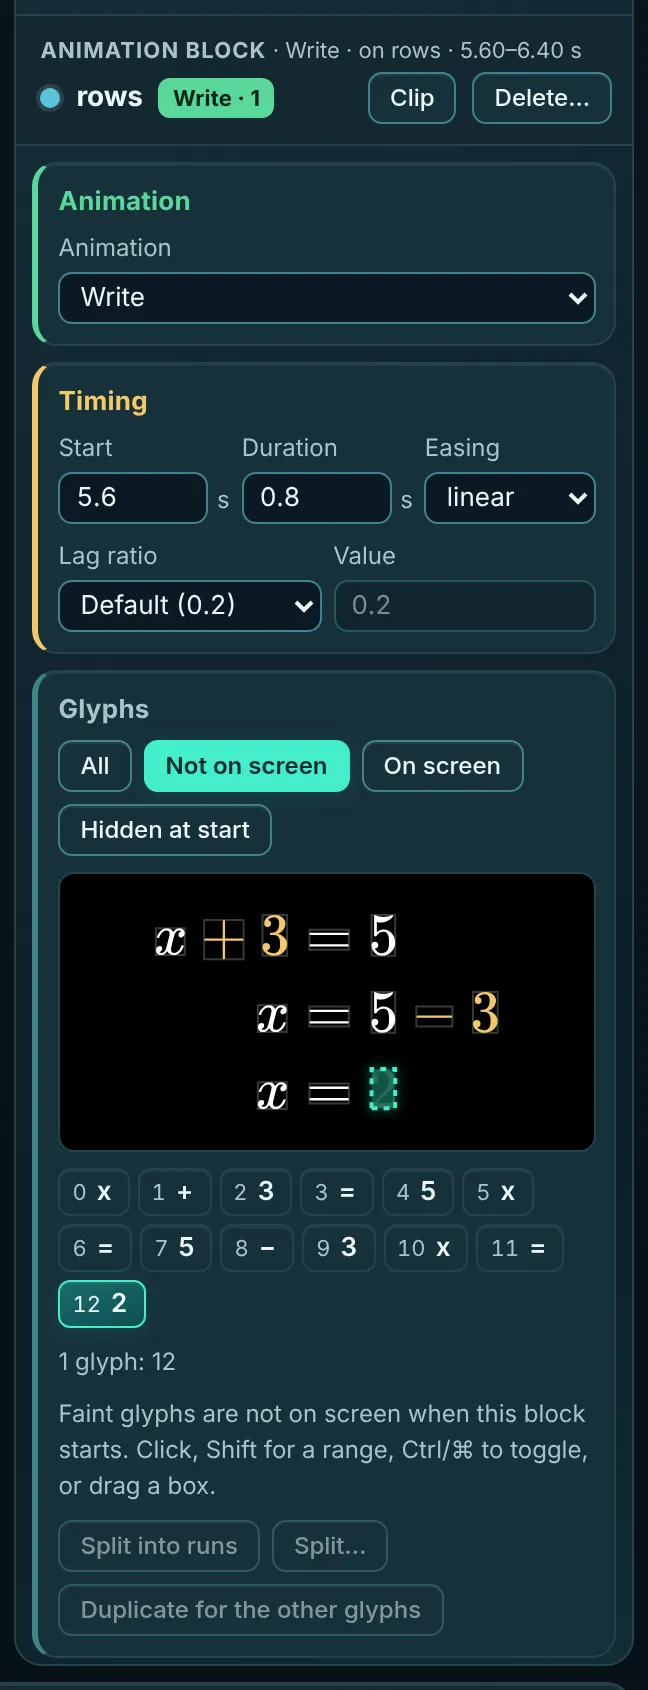 ANIMATION BLOCK · Write · on rows · 5.60–6.40 s
rows Write · 1 Clip Delete...
Animation
Animation
Write
Timing
Start Duration Easing
5.6 s 0.8 s linear
Lag ratio Value
Default (0.2) 0.2
Glyphs
All Not on screen On screen
Hidden at start
x + 3 = 5
x = 5 − 3
x = 2
0 x 1 + 2 3 3 = 4 5 5 x
6 = 7 5 8 − 9 3 10 x 11 =
12 2
1 glyph: 12
Faint glyphs are not on screen when this block
starts. Click, Shift for a range, Ctrl/⌘ to toggle,
or drag a box.
Split into runs Split...
Duplicate for the other glyphs